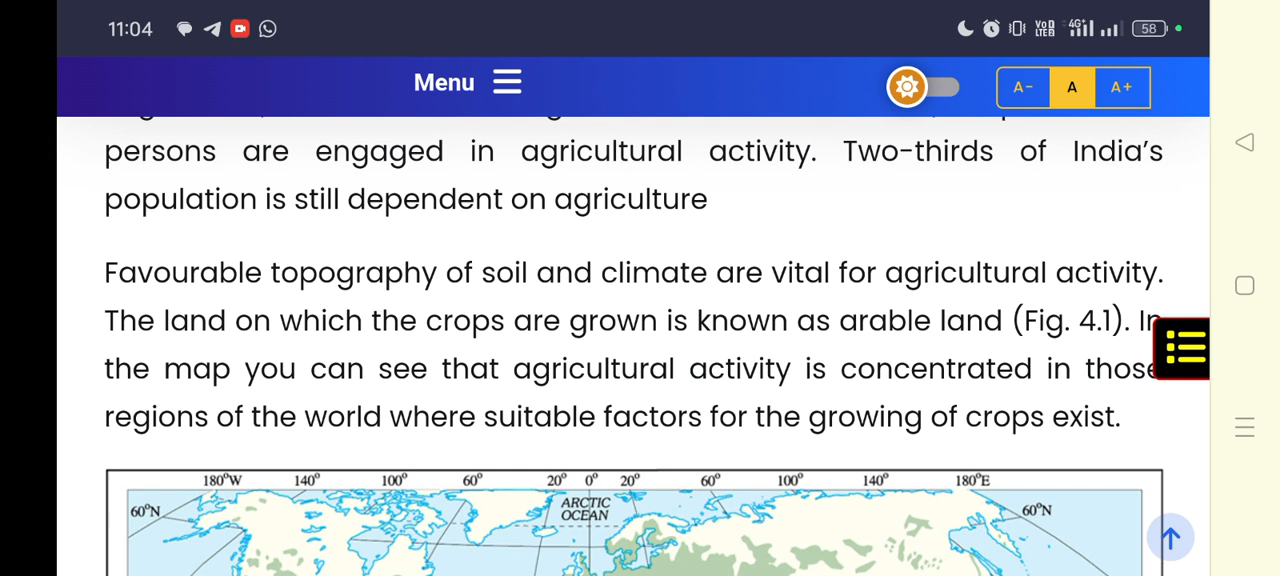 11:04
VoD LTE2 4G 58
Menu
A- A A+
persons are engaged in agricultural activity. Two-thirds of India's
population is still dependent on agriculture
Favourable topography of soil and climate are vital for agricultural activity.
The land on which the crops are grown is known as arable land (Fig. 4.1). In
the map you can see that agricultural activity is concentrated in those
regions of the world where suitable factors for the growing of crops exist.
180°W 140° 100° 60° 20° 0° 20° 60° 100° 140° 180°E
60°N ARCTIC 60°N
OCEAN